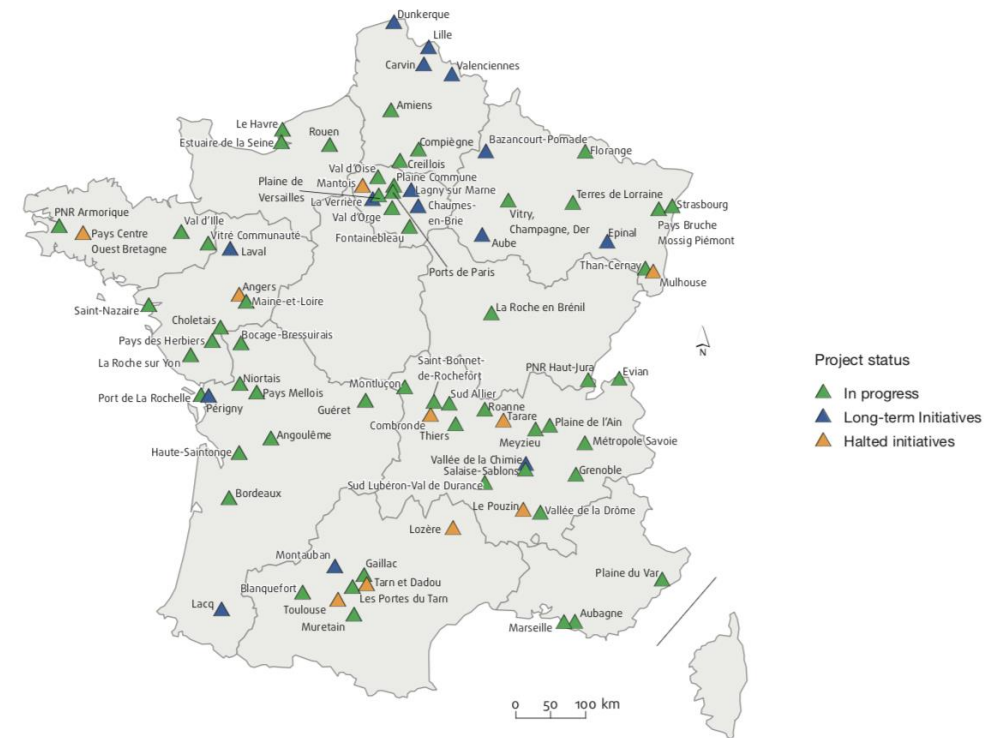 Dunkerque
Lille
Carvin
Valenciennes
Amiens
Le Havre
Estuaire de la Seine
Rouen
Compiègne
Creillois
Bazancourt-Pomade
Florange
Val d'Oise
Mantois
Plaine Commune
Plaine de
Versailles
La Verrière
Lagny sur Marne
Chaumes-
en-Brie
Val d'Orge
Fontainebleau
Ports de Paris
Vitry,
Champagne, Der
Terres de Lorraine
Strasbourg
Pays Bruche
Mossig Piémont
Aube
Epinal
Than-Cernay
Mulhouse
PNR Armorique
Pays Centre
Ouest Bretagne
Val d'Ille
Vitré Communauté
Laval
Angers
Maine-et-Loire
Saint-Nazaire
Choletais
Pays des Herbiers
Bocage-Bressuirais
La Roche sur Yon
La Roche en Brénil
N
Niortais
Pays Mellois
Port de La Rochelle
Périgny
Montluçon
Guéret
Saint-Bonnet-
de-Rochefort
Sud Allier
Combronde
Thiers
Roanne
Tarare
PNR Haut-Jura
Evian
Meyzieu
Plaine de l'Ain
Métropole Savoie
Angoulême
Haute-Saintonge
Vallée de la Chimie
Salaise-Sablons
Grenoble
Sud Lubéron-Val de Durance
Bordeaux
Le Pouzin
Vallée de la Drôme
Lozère
Montauban
Gaillac
Tarn et Dadou
Blanquefort
Les Portes du Tarn
Toulouse
Lacq
Muretain
Plaine du Var
Aubagne
Marseille
0 50 100 km
Project status
In progress
Long-term Initiatives
Halted initiatives